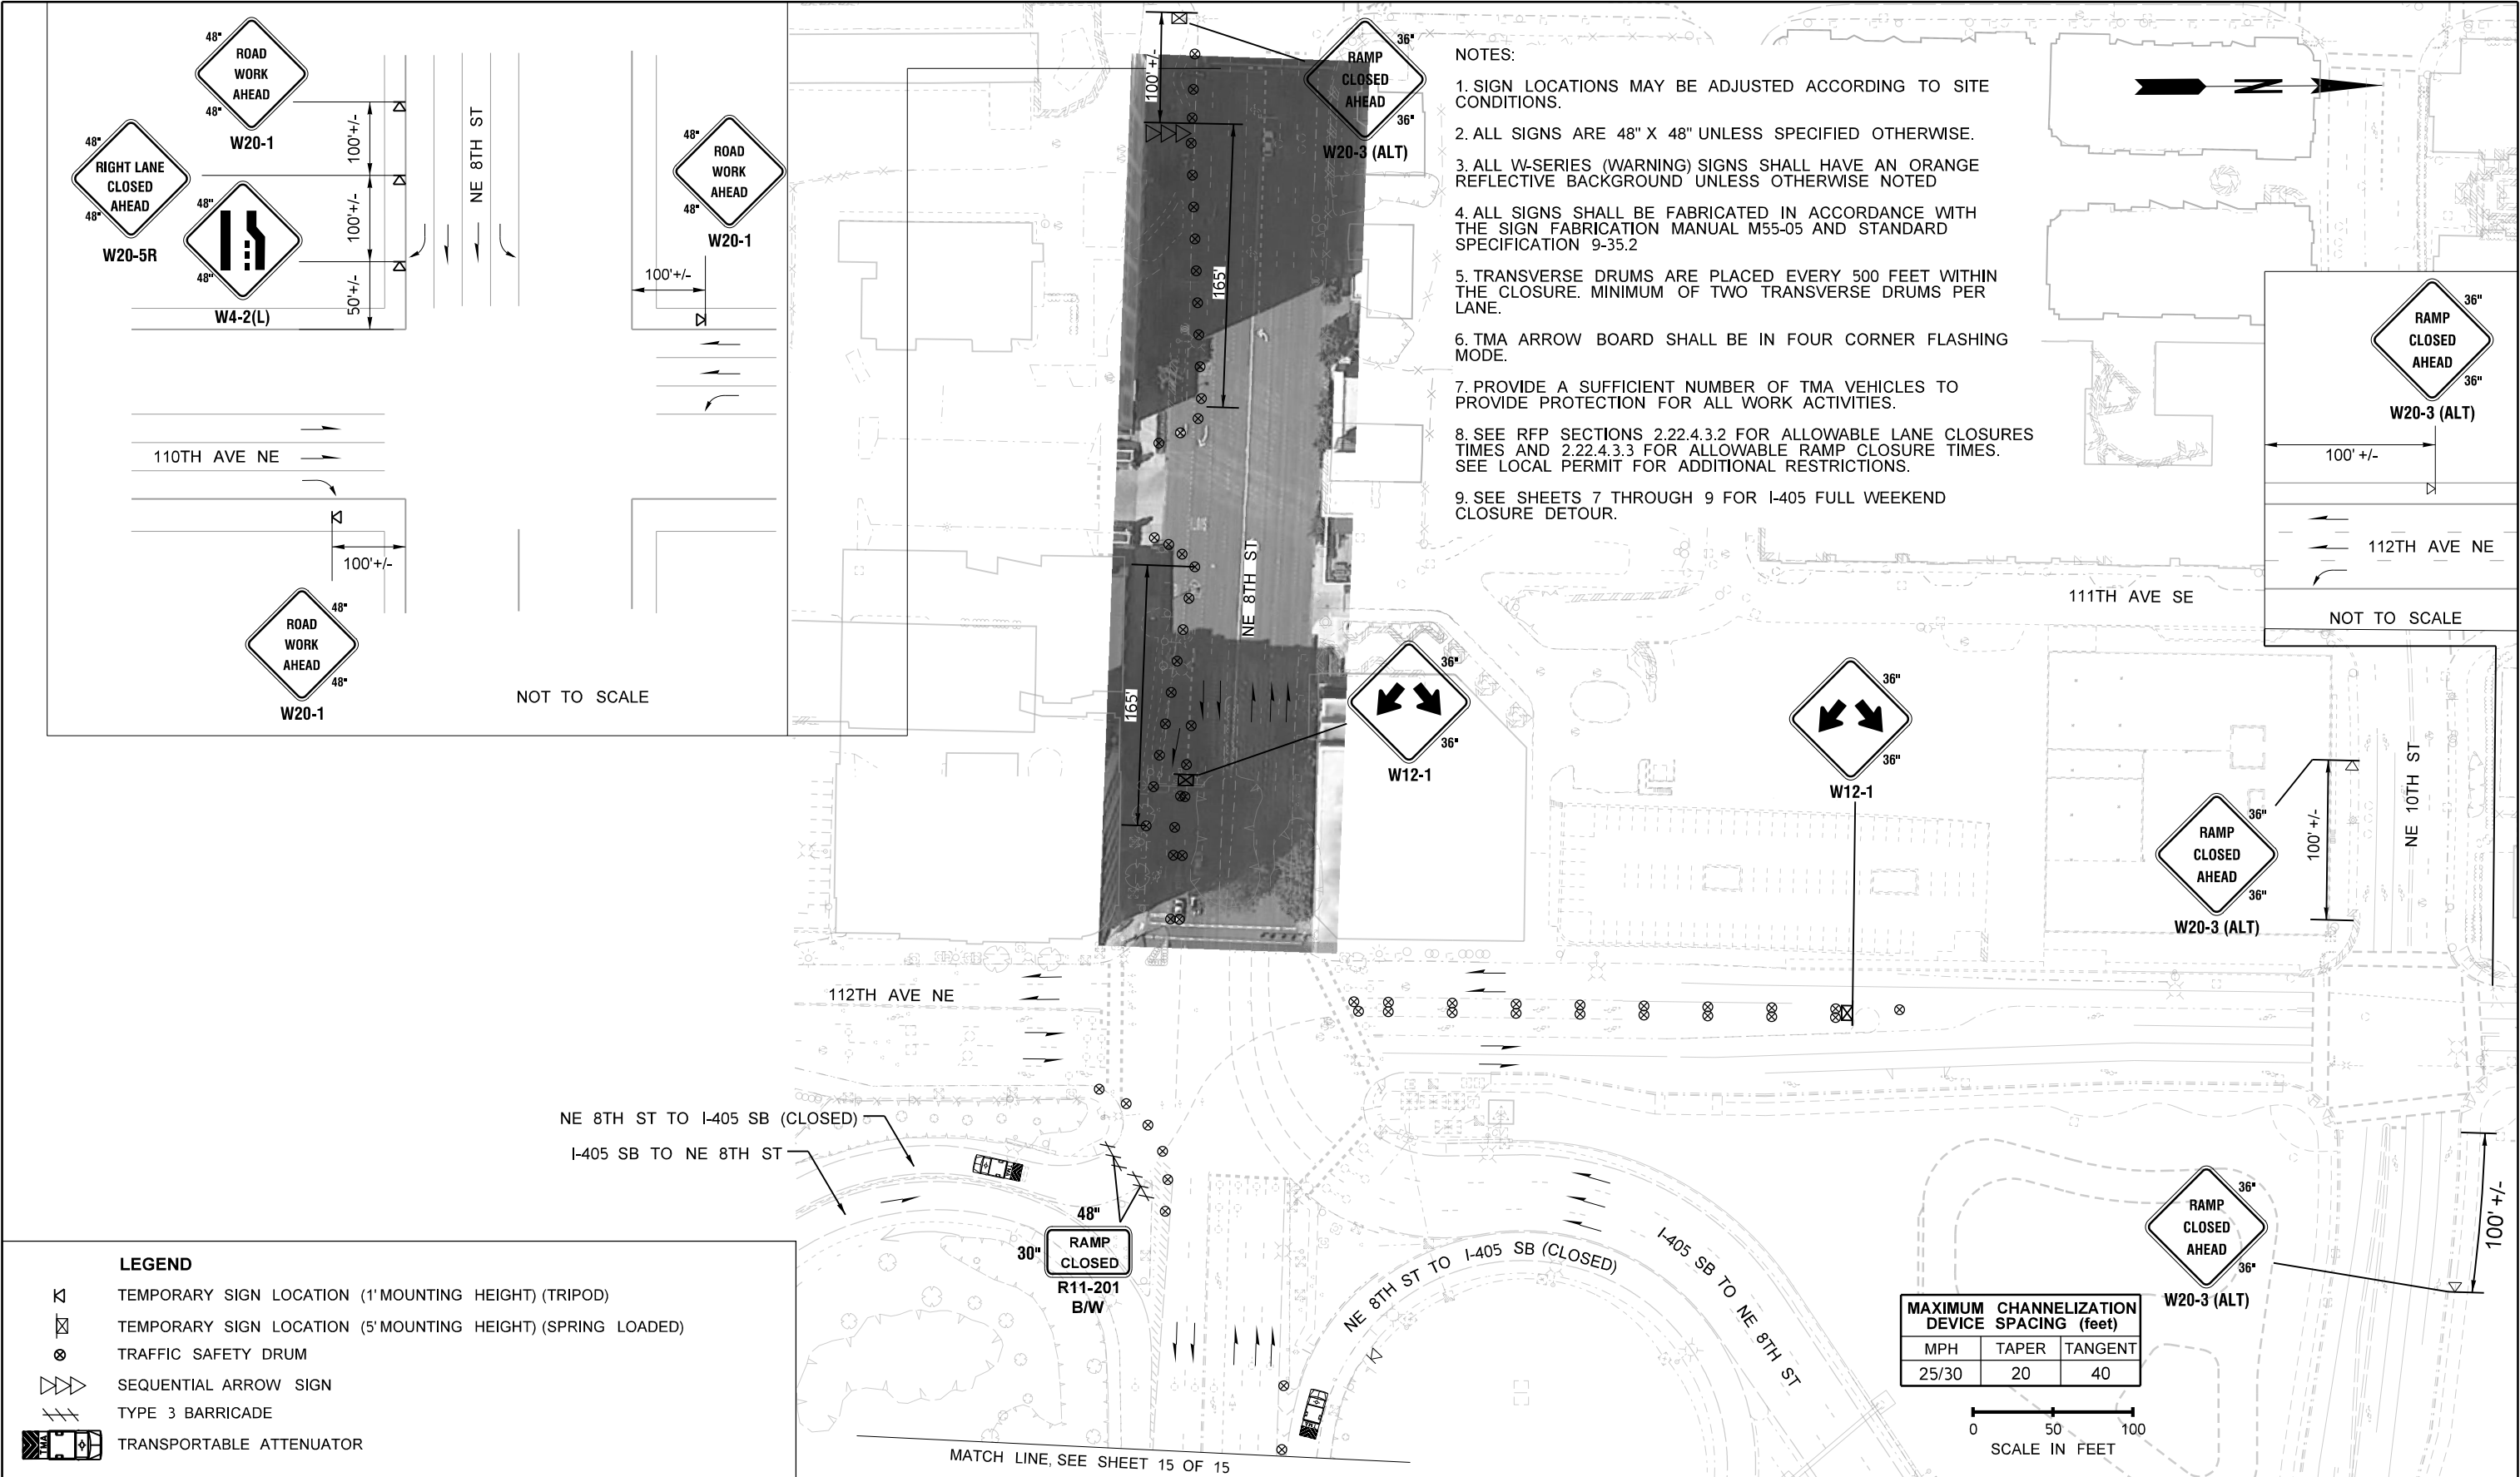 48"
ROAD
WORK
AHEAD
48"
W20-1
48"
RIGHT LANE
CLOSED
AHEAD
48"
W20-5R
48"
48"
W4-2(L)
100'+/-
100'+/-
50'+/-
NE 8TH ST
48"
ROAD
WORK
AHEAD
48"
W20-1
100'+/-
110TH AVE NE
100'+/-
48"
ROAD
WORK
AHEAD
48"
W20-1
NOT TO SCALE
100' +/-
36"
RAMP
CLOSED
AHEAD
36"
W20-3 (ALT)
165'
NE 8TH ST
165'
36"
36"
W12-1
NOTES:
1. SIGN LOCATIONS MAY BE ADJUSTED ACCORDING TO SITE
CONDITIONS.
2. ALL SIGNS ARE 48" X 48" UNLESS SPECIFIED OTHERWISE.
3. ALL W-SERIES (WARNING) SIGNS SHALL HAVE AN ORANGE
REFLECTIVE BACKGROUND UNLESS OTHERWISE NOTED
4. ALL SIGNS SHALL BE FABRICATED IN ACCORDANCE WITH
THE SIGN FABRICATION MANUAL M55-05 AND STANDARD
SPECIFICATION 9-35.2
5. TRANSVERSE DRUMS ARE PLACED EVERY 500 FEET WITHIN
THE CLOSURE. MINIMUM OF TWO TRANSVERSE DRUMS PER
LANE.
6. TMA ARROW BOARD SHALL BE IN FOUR CORNER FLASHING
MODE.
7. PROVIDE A SUFFICIENT NUMBER OF TMA VEHICLES TO
PROVIDE PROTECTION FOR ALL WORK ACTIVITIES.
8. SEE RFP SECTIONS 2.22.4.3.2 FOR ALLOWABLE LANE CLOSURES
TIMES AND 2.22.4.3.3 FOR ALLOWABLE RAMP CLOSURE TIMES.
SEE LOCAL PERMIT FOR ADDITIONAL RESTRICTIONS.
9. SEE SHEETS 7 THROUGH 9 FOR I-405 FULL WEEKEND
CLOSURE DETOUR.
N
36"
RAMP
CLOSED
AHEAD
36"
W20-3 (ALT)
100' +/-
112TH AVE NE
NOT TO SCALE
111TH AVE SE
36"
36"
W12-1
NE 10TH ST
100' +/-
36"
RAMP
CLOSED
AHEAD
36"
W20-3 (ALT)
112TH AVE NE
NE 8TH ST TO I-405 SB (CLOSED)
I-405 SB TO NE 8TH ST
48"
30"
RAMP
CLOSED
R11-201
B/W
NE 8TH ST TO I-405 SB (CLOSED)
I-405 SB TO NE 8TH ST
36"
RAMP
CLOSED
AHEAD
36"
W20-3 (ALT)
100' +/-
LEGEND
TEMPORARY SIGN LOCATION (1' MOUNTING HEIGHT) (TRIPOD)
TEMPORARY SIGN LOCATION (5' MOUNTING HEIGHT) (SPRING LOADED)
TRAFFIC SAFETY DRUM
SEQUENTIAL ARROW SIGN
TYPE 3 BARRICADE
TMA
TRANSPORTABLE ATTENUATOR
MATCH LINE, SEE SHEET 15 OF 15
MAXIMUM CHANNELIZATION
DEVICE SPACING (feet)
MPH TAPER TANGENT
25/30 20 40
0 50 100
SCALE IN FEET